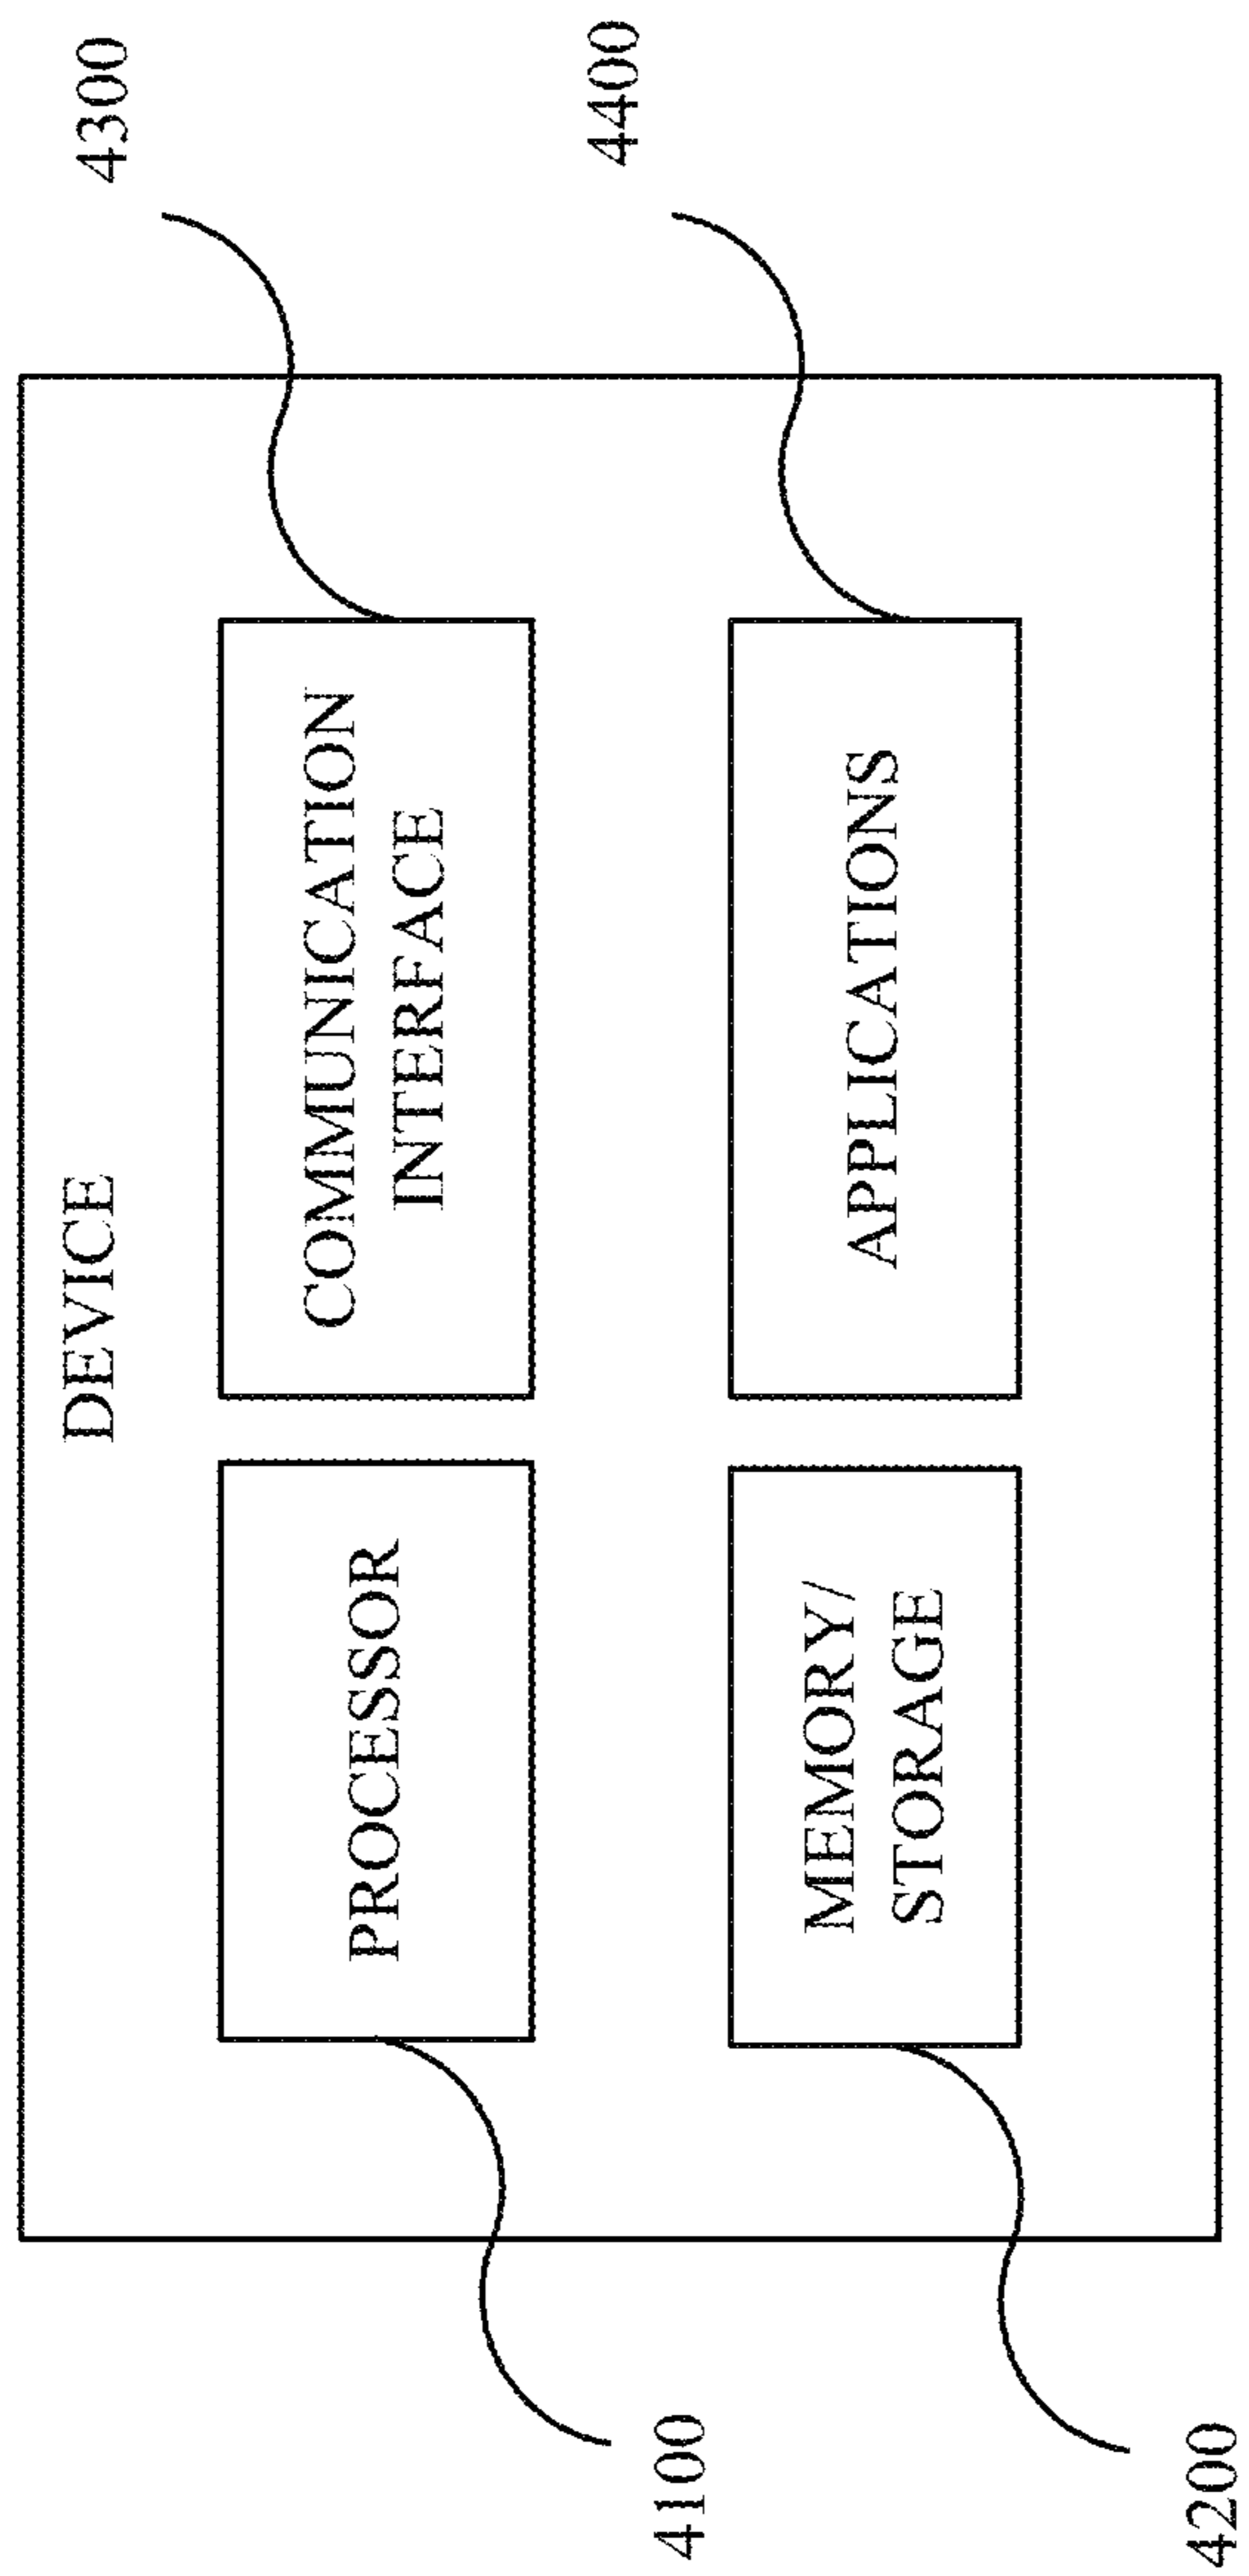 DEVICE
4300
PROCESSOR
COMMUNICATION
INTERFACE
4100
4400
MEMORY/
STORAGE
APPLICATIONS
4200